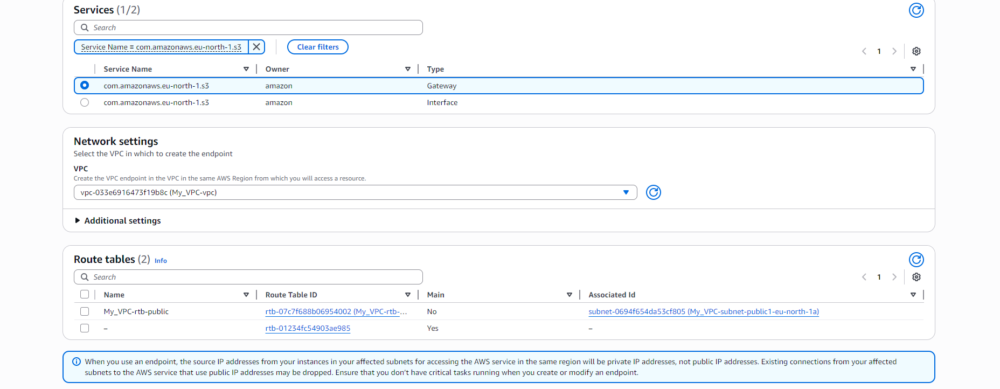 Services (1/2)
Search
Service Name = com.amazonaws.eu-north-1.s3
Clear filters
1
Service Name Owner Type
com.amazonaws.eu-north-1.s3 amazon Gateway
com.amazonaws.eu-north-1.s3 amazon Interface
Network settings
Select the VPC in which to create the endpoint
VPC
Create the VPC endpoint in the VPC in the same AWS Region from which you will access a resource.
vpc-033e6916473f19b8c (My_VPC-vpc)
Additional settings
Route tables (2) Info
Search
1
Name Route Table ID Main Associated Id
My_VPC-rtb-public rtb-07c7f688b06954002 (My_VPC-rtb-... No subnet-0694f654da53cf805 (My_VPC-subnet-public1-eu-north-1a)
– rtb-01234fc54903ae985 Yes –
When you use an endpoint, the source IP addresses from your instances in your affected subnets for accessing the AWS service in the same region will be private IP addresses, not public IP addresses. Existing connections from your affected
subnets to the AWS service that use public IP addresses may be dropped. Ensure that you don't have critical tasks running when you create or modify an endpoint.